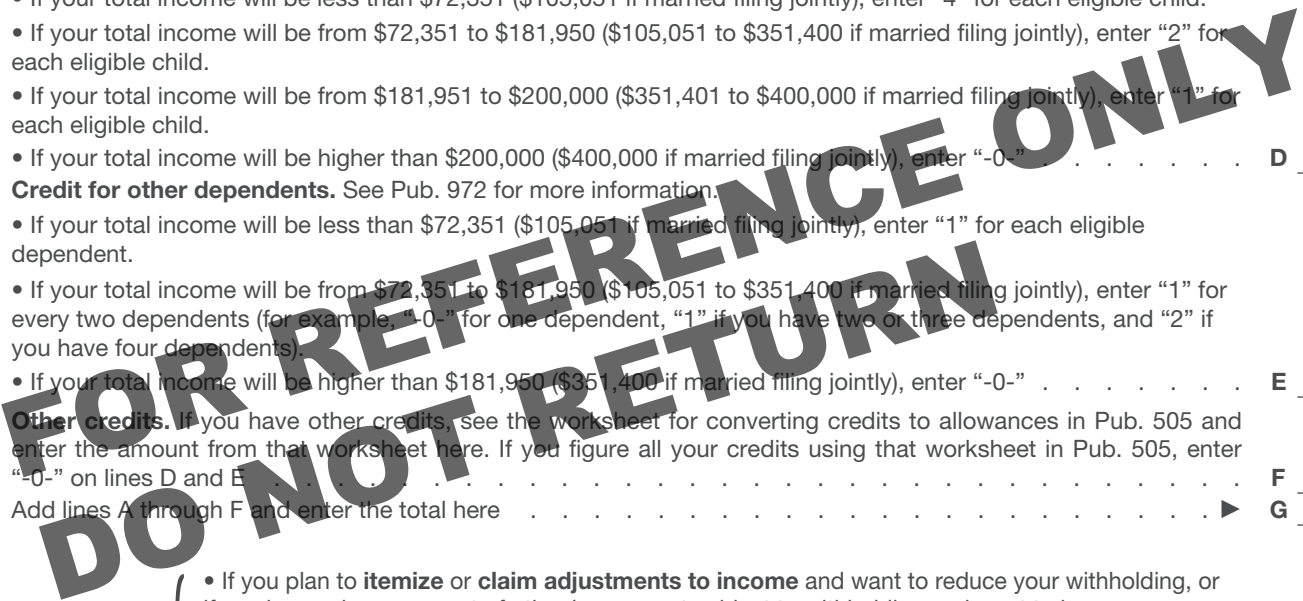 • If your total income will be less than $72,351 ($105,051 if married filing jointly), enter “4” for each eligible child.
• If your total income will be from $72,351 to $181,950 ($105,051 to $351,400 if married filing jointly), enter “2” for
each eligible child.
• If your total income will be from $181,951 to $200,000 ($351,401 to $400,000 if married filing jointly), enter “1” for
each eligible child.
• If your total income will be higher than $200,000 ($400,000 if married filing jointly), enter “-0-” . . . . . . . D
Credit for other dependents. See Pub. 972 for more information.
• If your total income will be less than $72,351 ($105,051 if married filing jointly), enter “1” for each eligible
dependent.
• If your total income will be from $72,351 to $181,950 ($105,051 to $351,400 if married filing jointly), enter “1” for
every two dependents (for example, “-0-” for one dependent, “1” if you have two or three dependents, and “2” if
you have four dependents).
• If your total income will be higher than $181,950 ($351,400 if married filing jointly), enter “-0-” . . . . . . . E
Other credits. If you have other credits, see the worksheet for converting credits to allowances in Pub. 505 and
enter the amount from that worksheet here. If you figure all your credits using that worksheet in Pub. 505, enter
“-0-” on lines D and E . . . . . . . . . . . . . . . . . . . . . . . . . . F
Add lines A through F and enter the total here . . . . . . . . . . . . . . . . . . ▶ G
• If you plan to itemize or claim adjustments to income and want to reduce your withholding, or
FOR REFERENCE ONLY
DO NOT RETURN